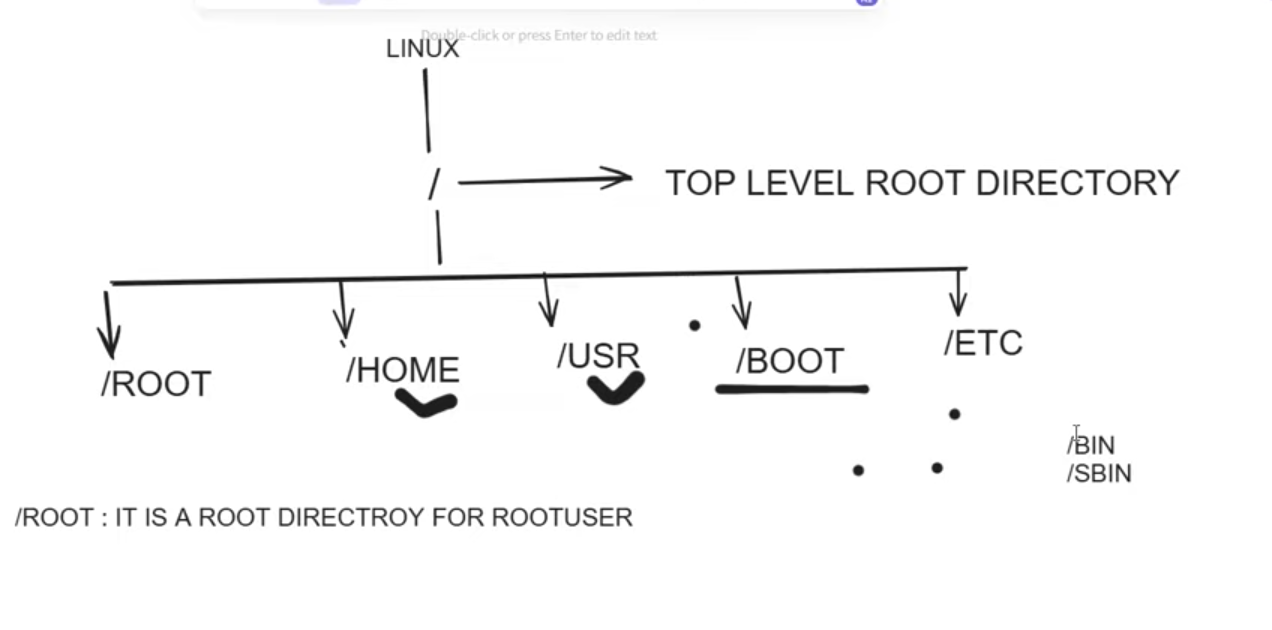 Double-click or press Enter to edit text
LINUX
/
TOP LEVEL ROOT DIRECTORY
/ROOT
/HOME
/USR
/BOOT
/ETC
/BIN
/SBIN
/ROOT : IT IS A ROOT DIRECTROY FOR ROOTUSER